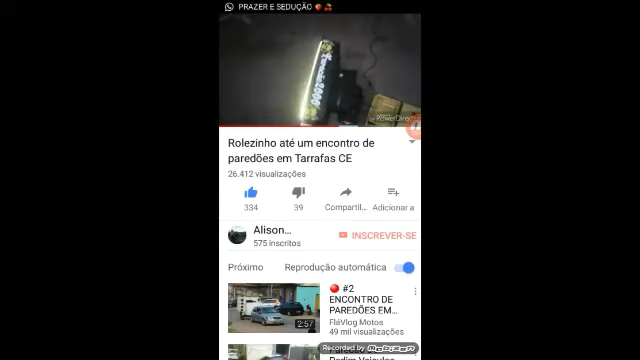 PRAZER E SEDUÇÃO
PowerDirector
Rolezinho até um encontro de
paredões em Tarrafas CE
26.412 visualizações
334
39
Compartil...
Adicionar a
Alison...
575 inscritos
INSCREVER-SE
Próximo
Reprodução automática
#2
ENCONTRO DE
PAREDÕES EM...
FláVlog Motos
49 mil visualizações
2:57
Recorded by Mobizen